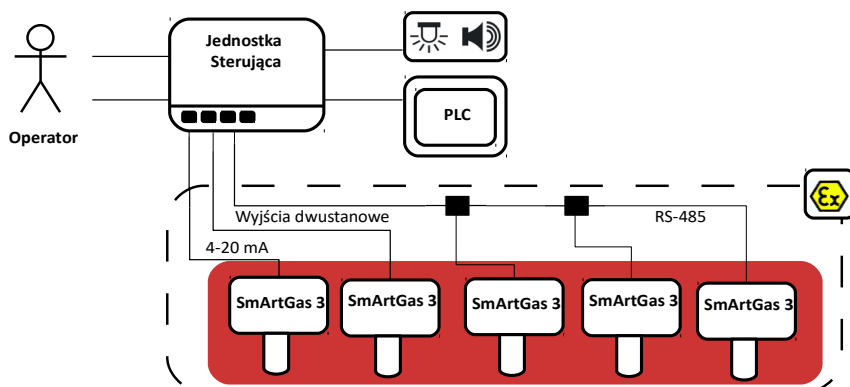 Jednostka
Sterująca
PLC
Operator
Ex
Wyjścia dwustanowe
RS-485
4-20 mA
SmArtGas 3
SmArtGas 3
SmArtGas 3
SmArtGas 3
SmArtGas 3